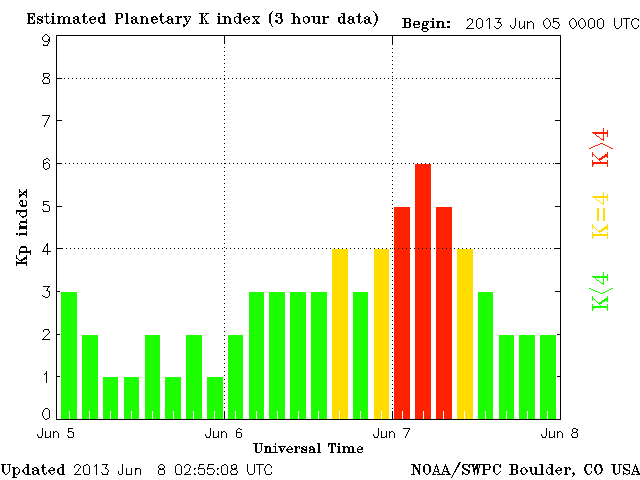 Estimated Planetary K index (3 hour data) Begin: 2013 Jun 05 0000 UTC
9
8
7
6
5
4
3
2
1
0
Kp index
K>4
K=4
K<4
Jun 5 Jun 6 Jun 7 Jun 8
Universal Time
Updated 2013 Jun 8 02:55:08 UTC NOAA/SWPC Boulder, CO USA